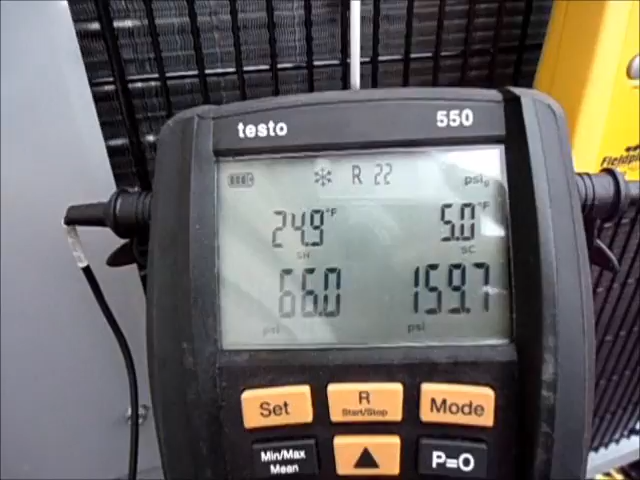 testo 550
R 22 psig
24.9°F 5.0°F
SH SC
66.0 159.7
psi psi
Set R Start/Stop Mode
Min/Max Mean ▲ P=0